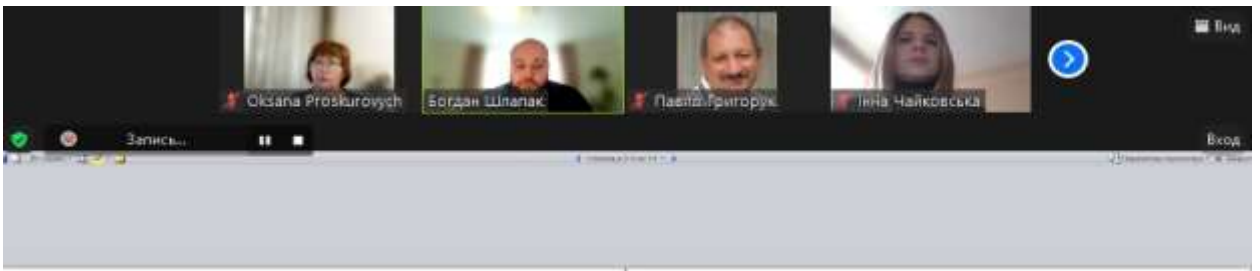 Вид
Oksana Proskurovych
Богдан Шлапак
Павло Григорук
Інна Чайковська
Запись...
Вход